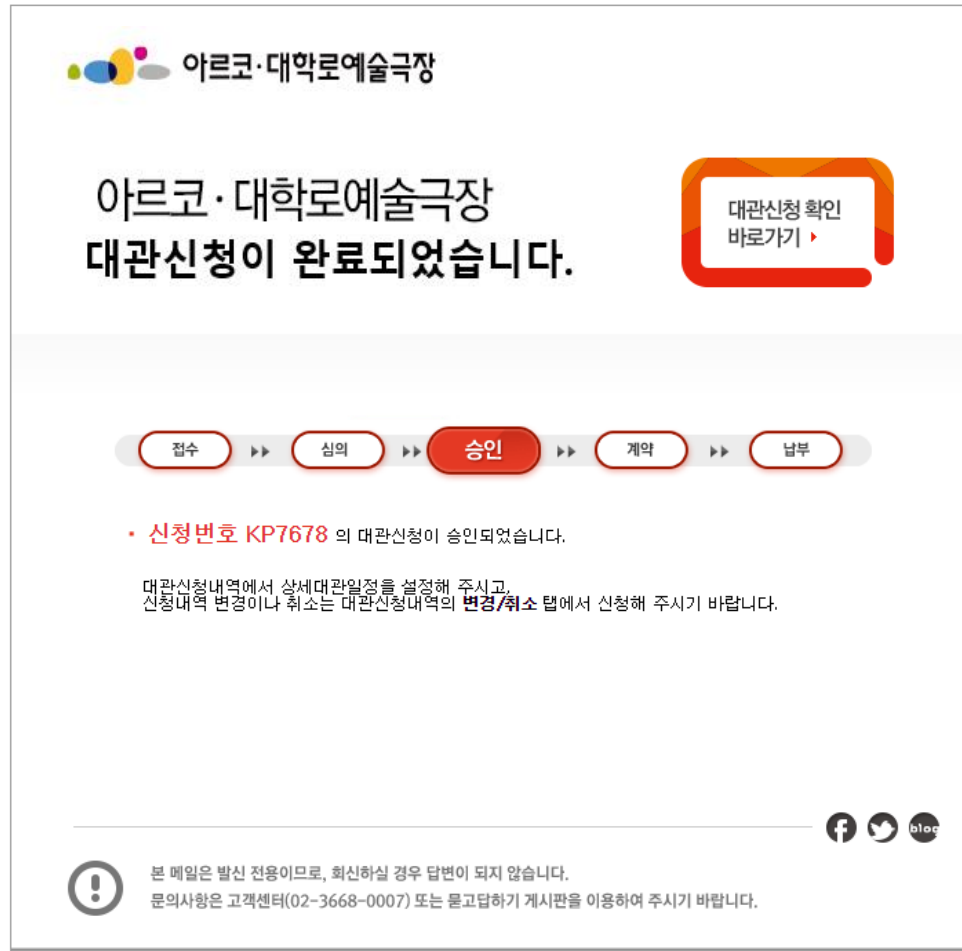 아르코·대학로예술극장
아르코·대학로예술극장
대관신청이 완료되었습니다.
대관신청 확인
바로가기
접수
심의
승인
계약
납부
· 신청번호 KP7678 의 대관신청이 승인되었습니다.
대관신청내역에서 상세대관일정을 설정해 주시고,
신청내역 변경이나 취소는 대관신청내역의 변경/취소 탭에서 신청해 주시기 바랍니다.
blog
본 메일은 발신 전용이므로, 회신하실 경우 답변이 되지 않습니다.
문의사항은 고객센터(02-3668-0007) 또는 묻고답하기 게시판을 이용하여 주시기 바랍니다.